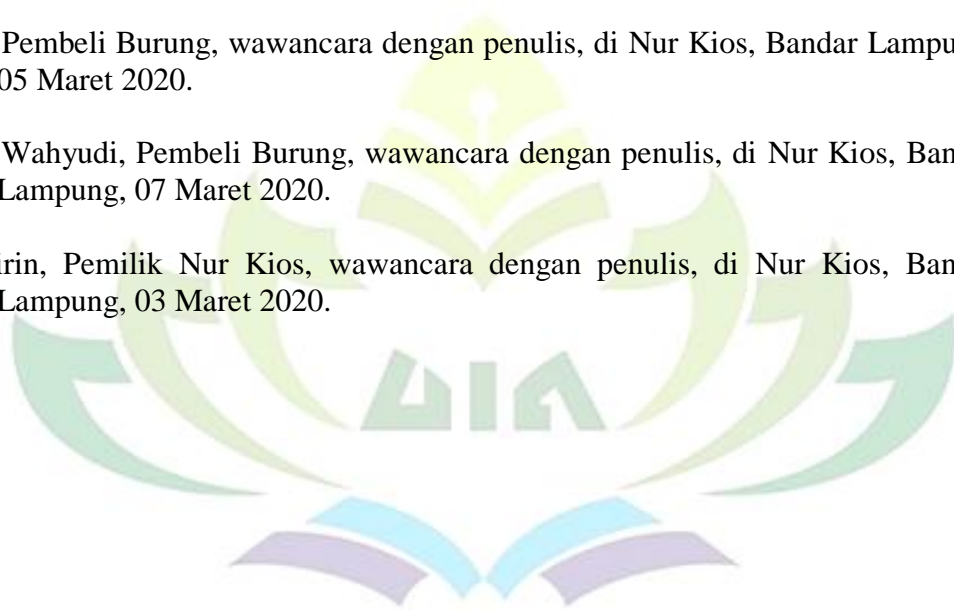 Pembeli Burung, wawancara dengan penulis, di Nur Kios, Bandar Lampu
05 Maret 2020.
Wahyudi, Pembeli Burung, wawancara dengan penulis, di Nur Kios, Ban
Lampung, 07 Maret 2020.
irin, Pemilik Nur Kios, wawancara dengan penulis, di Nur Kios, Ban
Lampung, 03 Maret 2020.
UIN